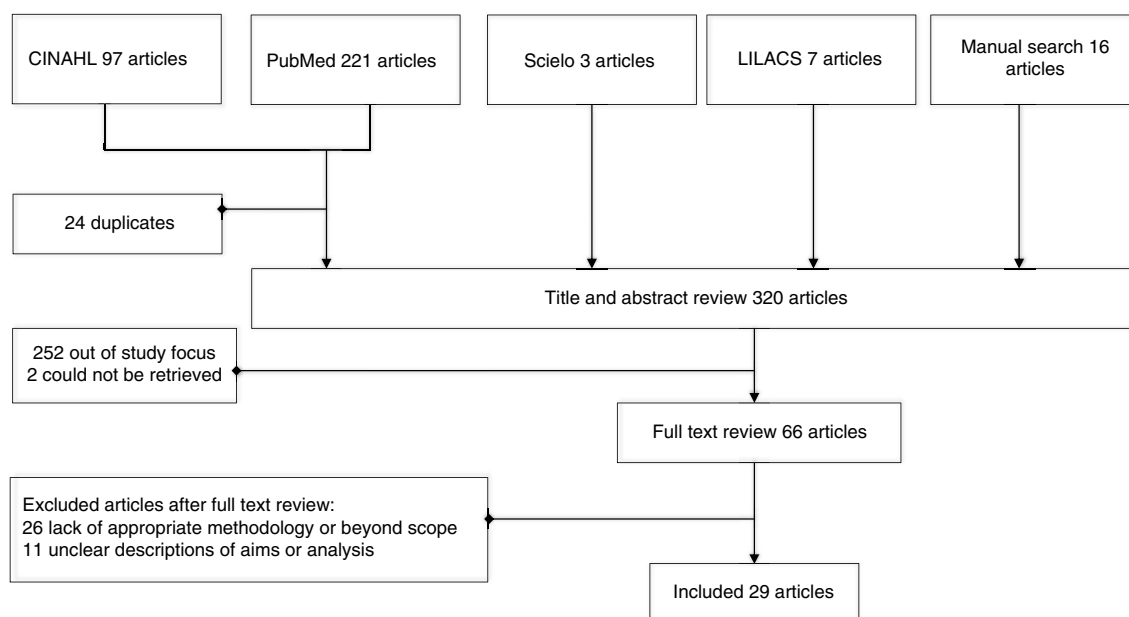 CINAHL 97 articles
PubMed 221 articles
Scielo 3 articles
LILACS 7 articles
Manual search 16
articles
24 duplicates
Title and abstract review 320 articles
252 out of study focus
2 could not be retrieved
Full text review 66 articles
Excluded articles after full text review:
26 lack of appropriate methodology or beyond scope
11 unclear descriptions of aims or analysis
Included 29 articles